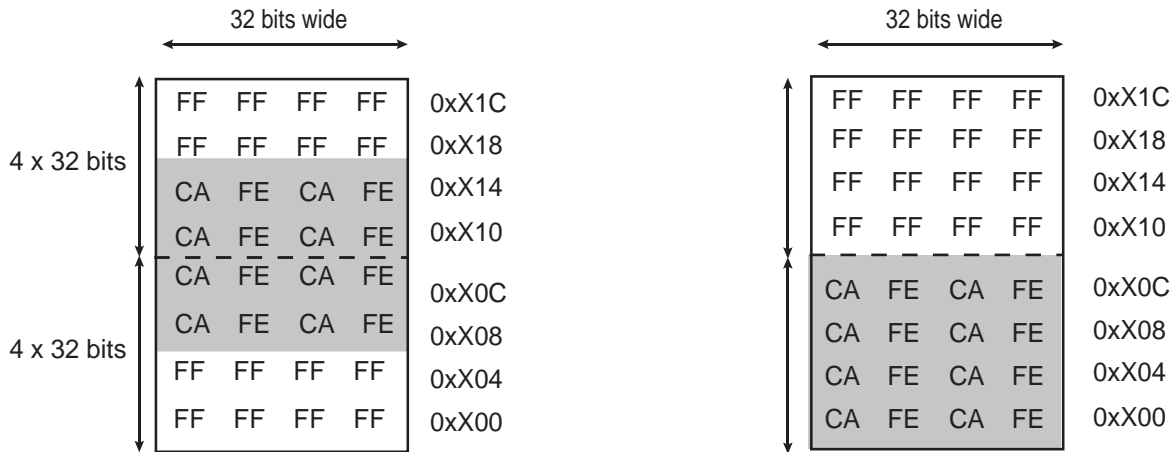 32 bits wide
FF FF FF FF 0xX1C
FF FF FF FF 0xX18
4 x 32 bits
CA FE CA FE 0xX14
CA FE CA FE 0xX10
CA FE CA FE 0xX0C
CA FE CA FE 0xX08
4 x 32 bits
FF FF FF FF 0xX04
FF FF FF FF 0xX00
32 bits wide
FF FF FF FF 0xX1C
FF FF FF FF 0xX18
FF FF FF FF 0xX14
FF FF FF FF 0xX10
CA FE CA FE 0xX0C
CA FE CA FE 0xX08
CA FE CA FE 0xX04
CA FE CA FE 0xX00